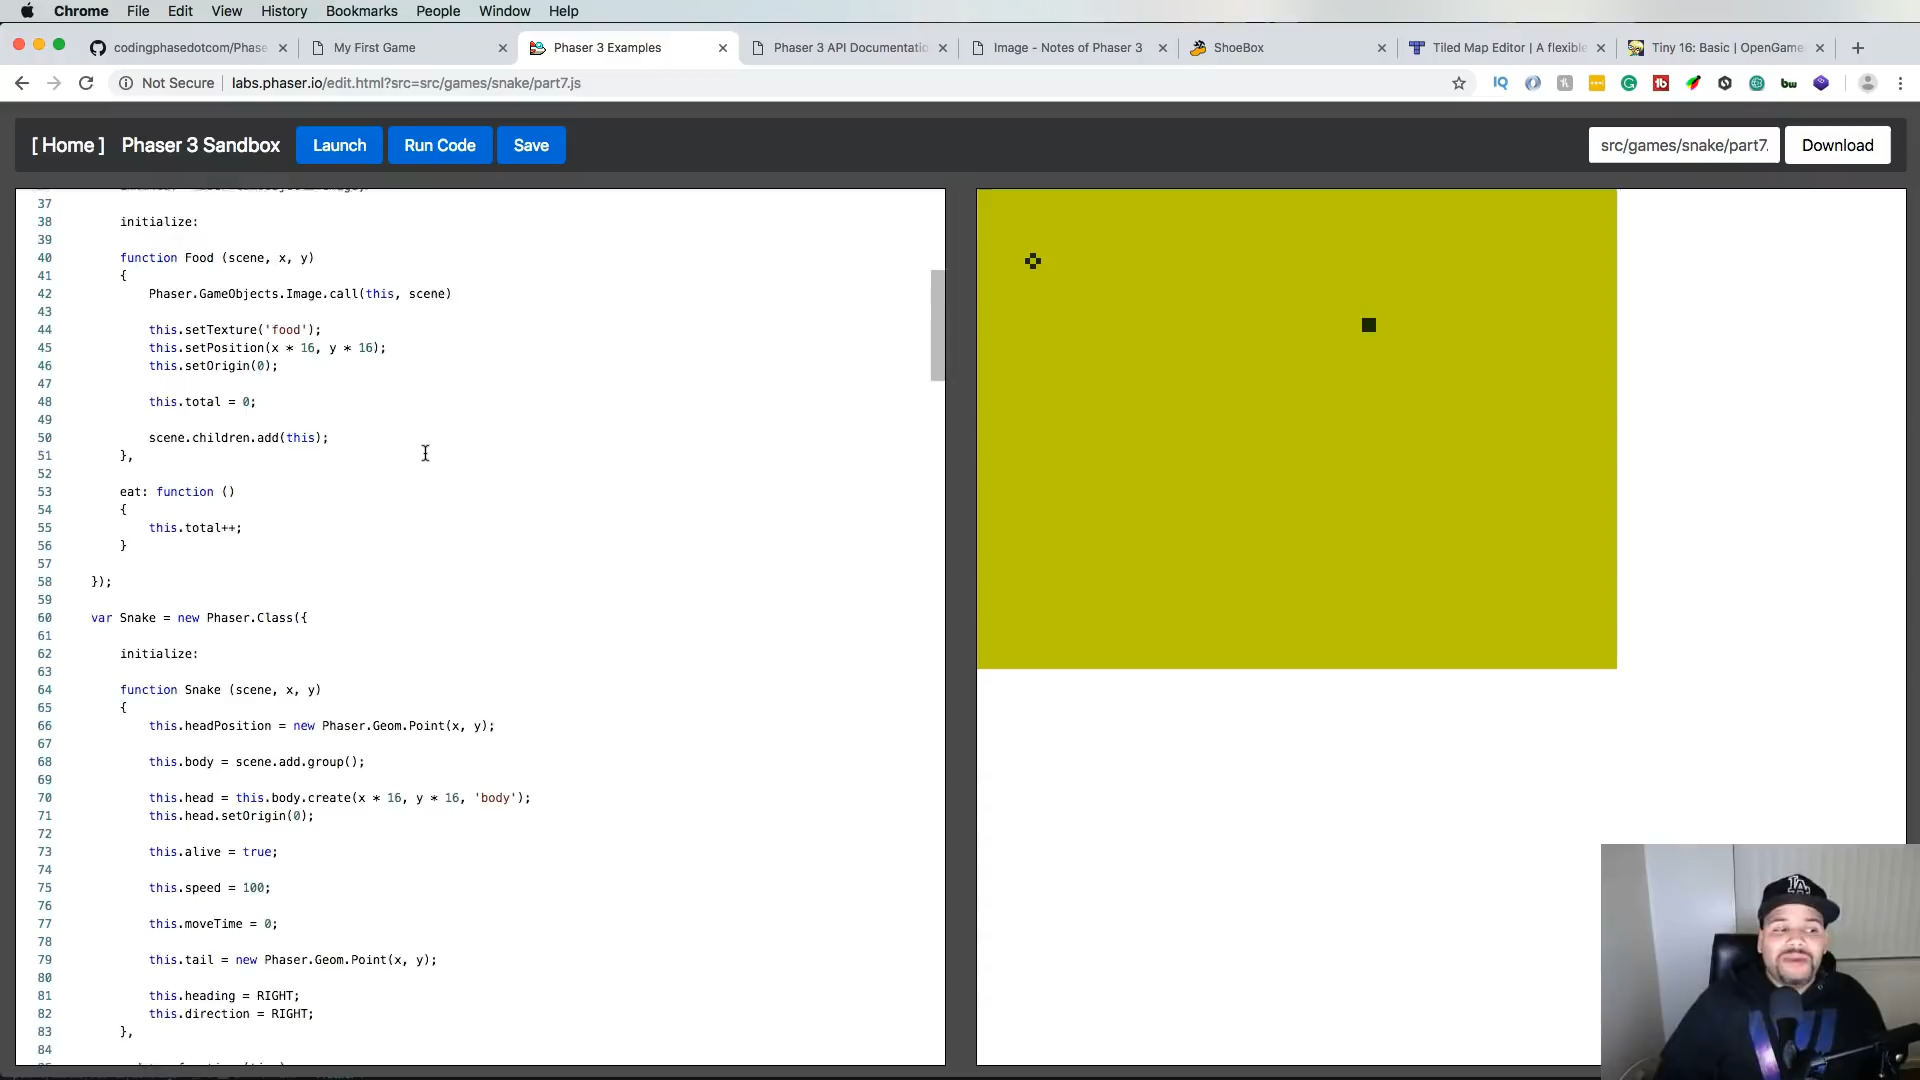 Chrome File Edit View History Bookmarks People Window Help
codingphasedotcom/Phase
My First Game
Phaser 3 Examples
Phaser 3 API Documentatio
Image - Notes of Phaser 3
ShoeBox
Tiled Map Editor | A flexible
Tiny 16: Basic | OpenGame
Not Secure labs.phaser.io/edit.html?src=src/games/snake/part7.js
[ Home ] Phaser 3 Sandbox Launch Run Code Save src/games/snake/part7. Download
37
38 initialize:
39
40 function Food (scene, x, y)
41 {
42 Phaser.GameObjects.Image.call(this, scene)
43
44 this.setTexture('food');
45 this.setPosition(x * 16, y * 16);
46 this.setOrigin(0);
47
48 this.total = 0;
49
50 scene.children.add(this);
51 },
52
53 eat: function ()
54 {
55 this.total++;
56 }
57
58 });
59
60 var Snake = new Phaser.Class({
61
62 initialize:
63
64 function Snake (scene, x, y)
65 {
66 this.headPosition = new Phaser.Geom.Point(x, y);
67
68 this.body = scene.add.group();
69
70 this.head = this.body.create(x * 16, y * 16, 'body');
71 this.head.setOrigin(0);
72
73 this.alive = true;
74
75 this.speed = 100;
76
77 this.moveTime = 0;
78
79 this.tail = new Phaser.Geom.Point(x, y);
80
81 this.heading = RIGHT;
82 this.direction = RIGHT;
83 },
84